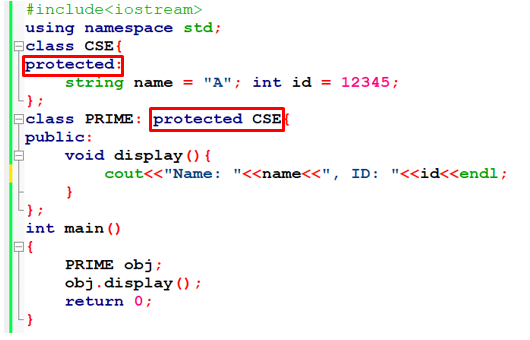 #include<iostream>
using namespace std;
class CSE{
protected:
    string name = "A"; int id = 12345;
};
class PRIME: protected CSE{
public:
    void display(){
        cout<<"Name: "<<name<<", ID: "<<id<<endl;
    }
};
int main()
{
    PRIME obj;
    obj.display();
    return 0;
}